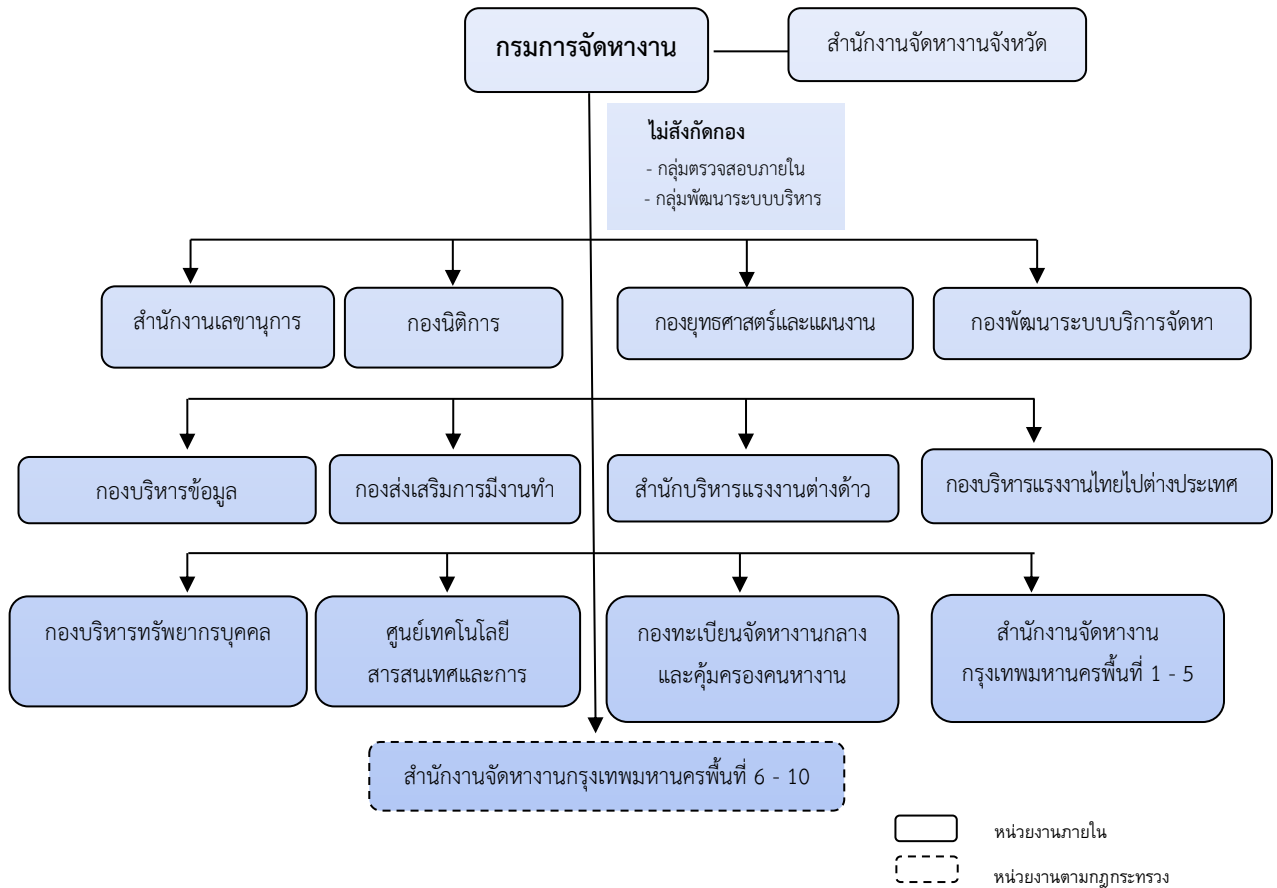 กรมการจัดหางาน
สำนักงานจัดหางานจังหวัด
ไม่สังกัดกอง
- กลุ่มตรวจสอบภายใน
- กลุ่มพัฒนาระบบบริหาร
สำนักงานเลขานุการ
กองนิติการ
กองยุทธศาสตร์และแผนงาน
กองพัฒนาระบบบริการจัดหา
กองบริหารข้อมูล
กองส่งเสริมการมีงานทำ
สำนักบริหารแรงงานต่างด้าว
กองบริหารแรงงานไทยไปต่างประเทศ
กองบริหารทรัพยากรบุคคล
ศูนย์เทคโนโลยี
สารสนเทศและการ
กองทะเบียนจัดหางานกลาง
และคุ้มครองคนหางาน
สำนักงานจัดหางาน
กรุงเทพมหานครพื้นที่ 1 - 5
สำนักงานจัดหางานกรุงเทพมหานครพื้นที่ 6 - 10
หน่วยงานภายใน
หน่วยงานตามกฎกระทรวง